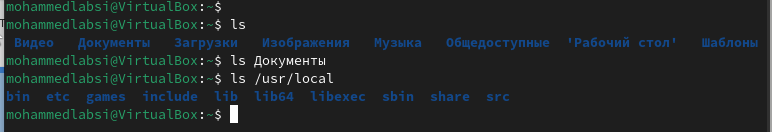 mohammedlabsi@VirtualBox:~$
mohammedlabsi@VirtualBox:~$ ls
Видео Документы Загрузки Изображения Музыка Общедоступные 'Рабочий стол' Шаблоны
mohammedlabsi@VirtualBox:~$ ls Документы
mohammedlabsi@VirtualBox:~$ ls /usr/local
bin etc games include lib lib64 libexec sbin share src
mohammedlabsi@VirtualBox:~$